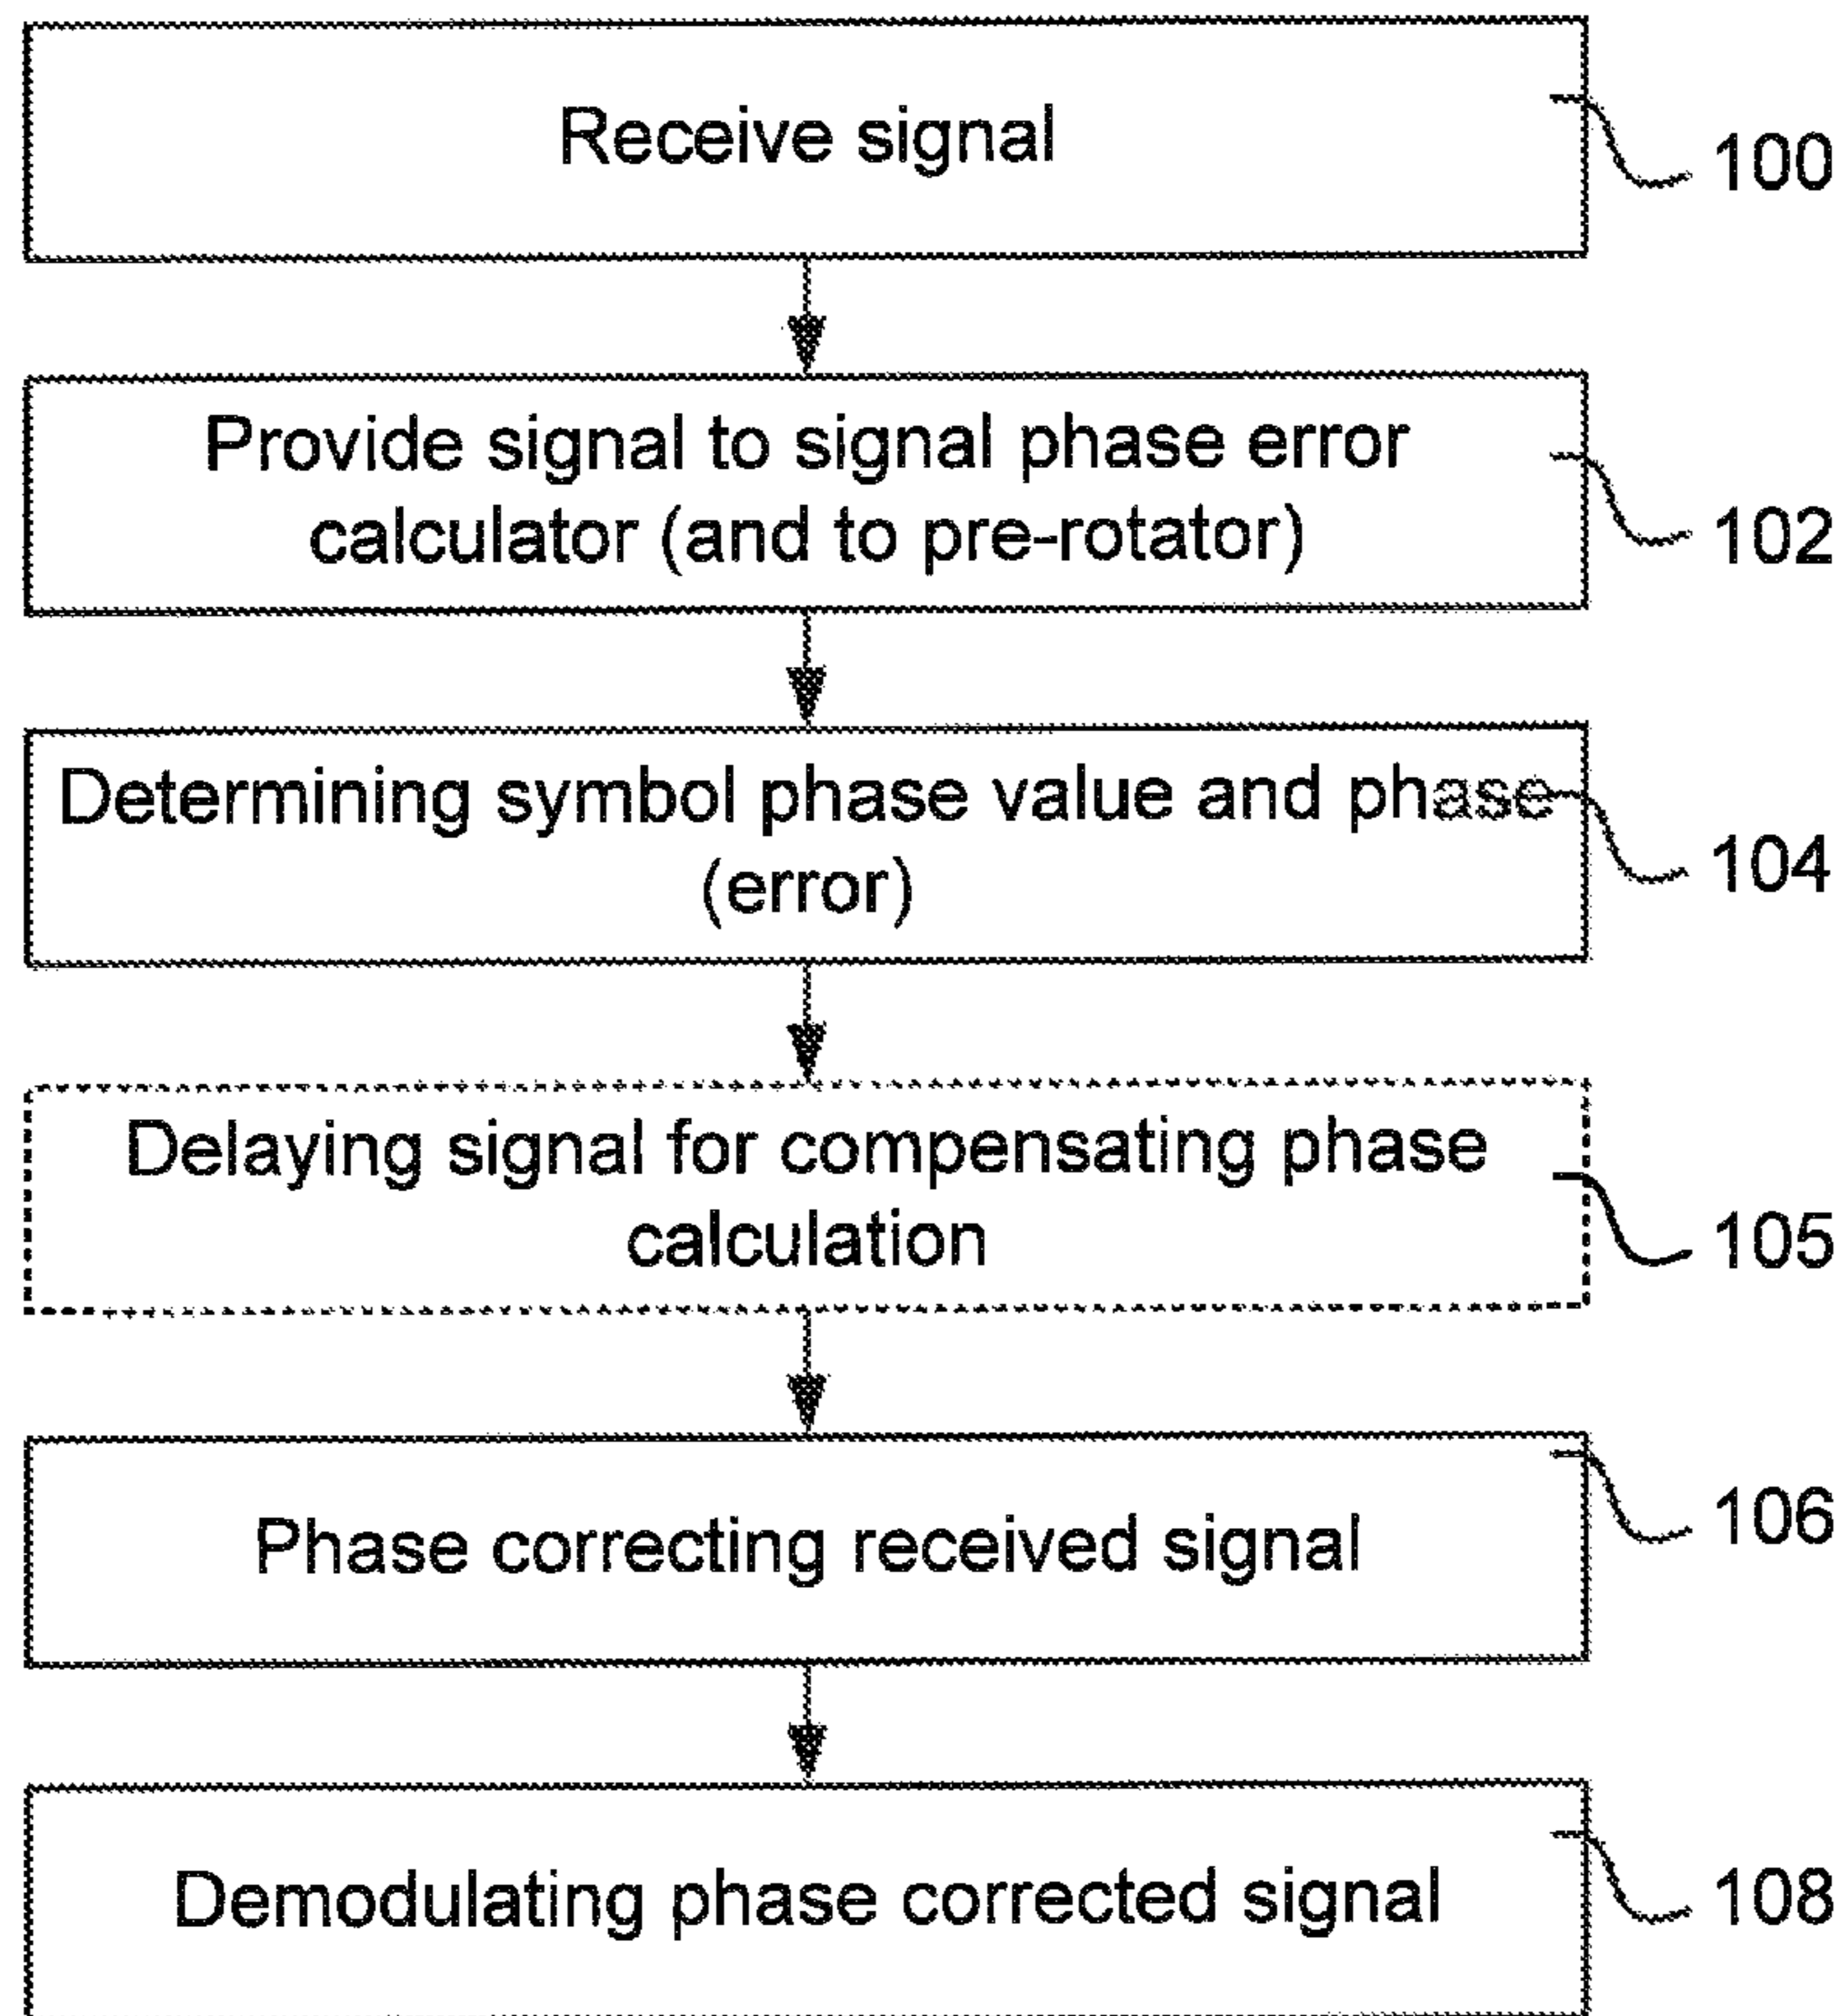 Receive signal
100
Provide signal to signal phase error
calculator (and to pre-rotator)
102
Determining symbol phase value and phase
(error)
104
Delaying signal for compensating phase
calculation
105
Phase correcting received signal
106
Demodulating phase corrected signal
108